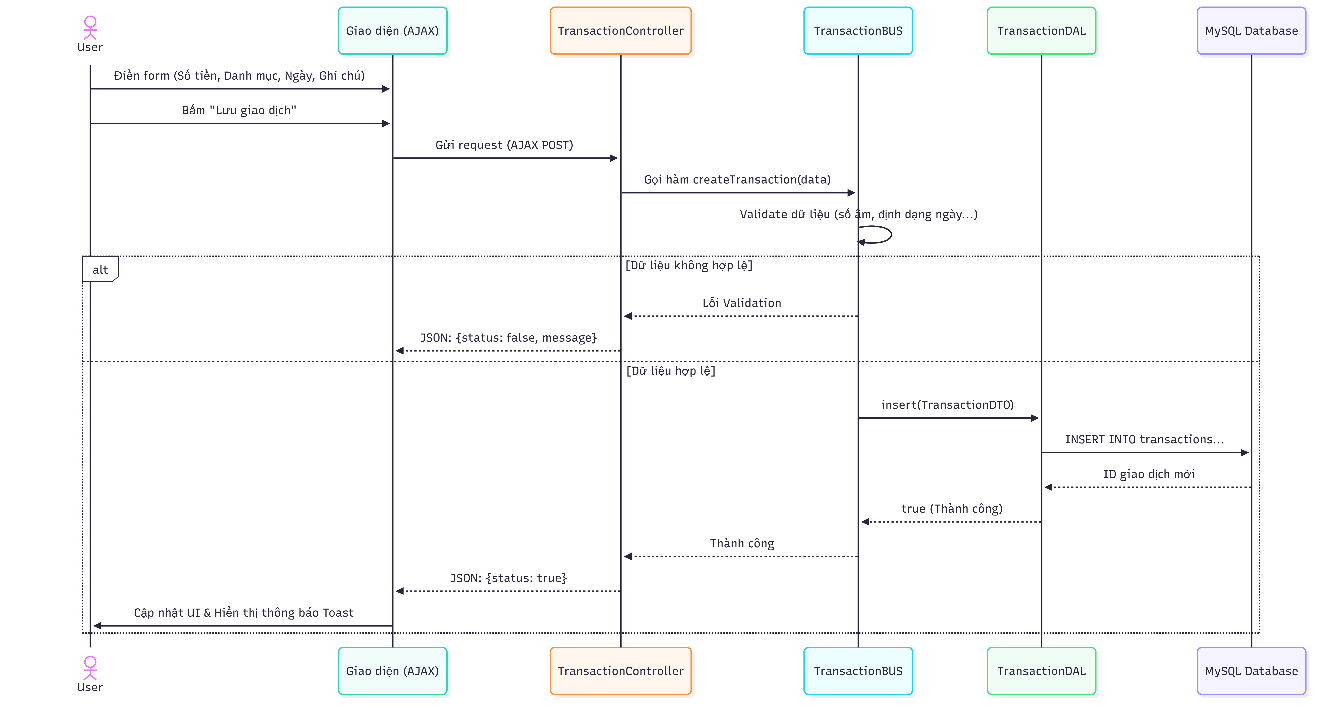 User
Giao diện (AJAX)
TransactionController
TransactionBUS
TransactionDAL
MySQL Database
Điền form (Số tiền, Danh mục, Ngày, Ghi chú)
Bấm "Lưu giao dịch"
Gửi request (AJAX POST)
Gọi hàm createTransaction(data)
Validate dữ liệu (số âm, định dạng ngày...)
alt
[Dữ liệu không hợp lệ]
Lỗi Validation
JSON: {status: false, message}
[Dữ liệu hợp lệ]
insert(TransactionDTO)
INSERT INTO transactions...
ID giao dịch mới
true (Thành công)
Thành công
JSON: {status: true}
Cập nhật UI & Hiển thị thông báo Toast
User
Giao diện (AJAX)
TransactionController
TransactionBUS
TransactionDAL
MySQL Database